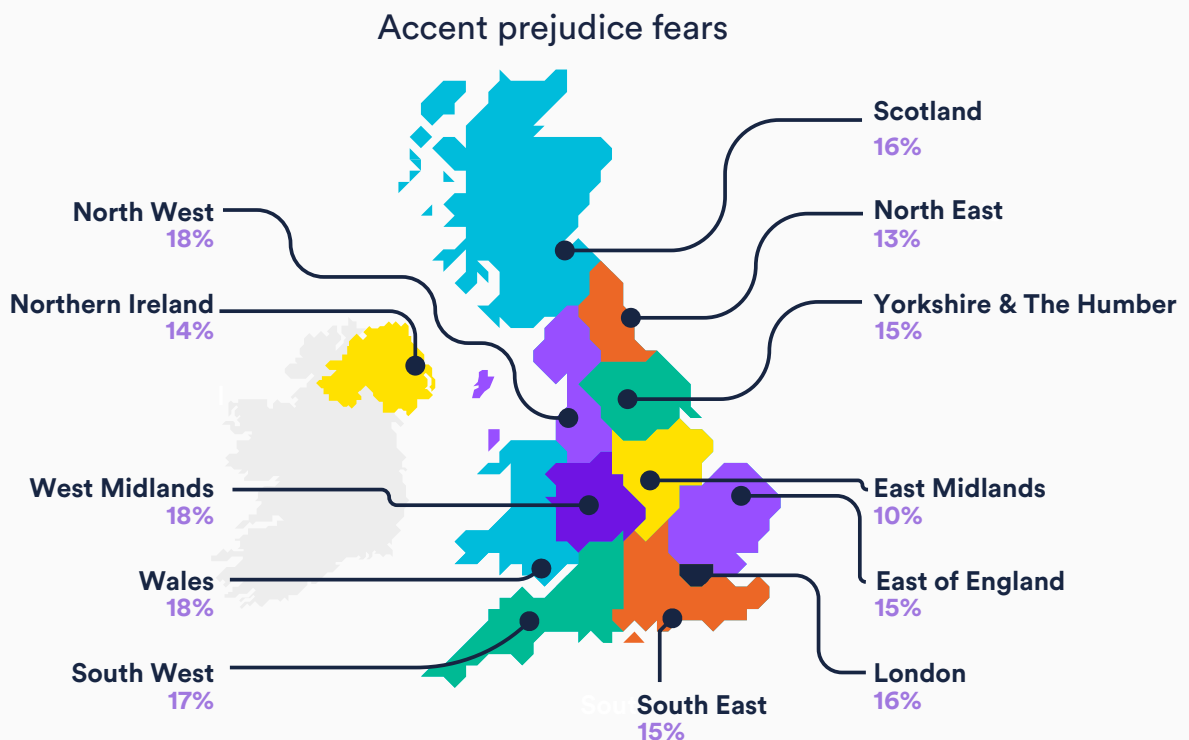 Accent prejudice fears
Scotland
16%
North West
18%
North East
13%
Northern Ireland
14%
Yorkshire & The Humber
15%
West Midlands
18%
East Midlands
10%
Wales
18%
East of England
15%
South West
17%
London
16%
South East
15%